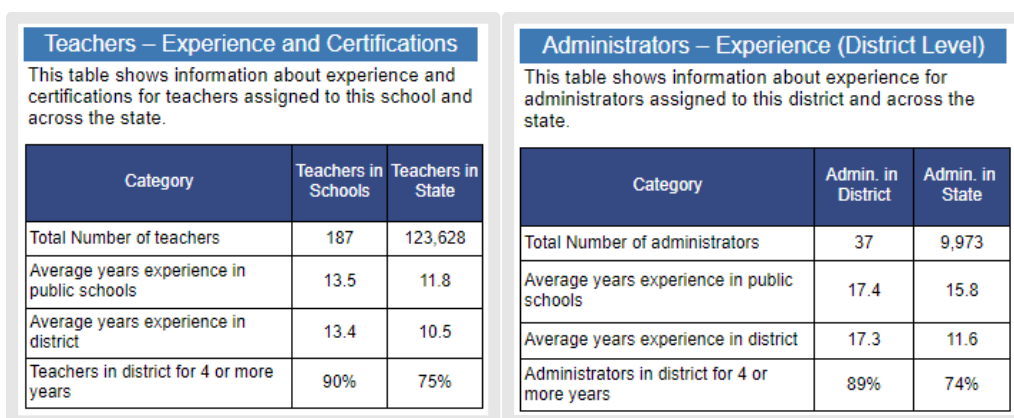 Teachers – Experience and Certifications
This table shows information about experience and
certifications for teachers assigned to this school and
across the state.
Category
Teachers in
Schools
Teachers in
State
Total Number of teachers
187
123,628
Average years experience in
public schools
13.5
11.8
Average years experience in
district
13.4
10.5
Teachers in district for 4 or more
years
90%
75%
Administrators – Experience (District Level)
This table shows information about experience for
administrators assigned to this district and across the
state.
Category
Admin. in
District
Admin. in
State
Total Number of administrators
37
9,973
Average years experience in public
schools
17.4
15.8
Average years experience in district
17.3
11.6
Administrators in district for 4 or
more years
89%
74%